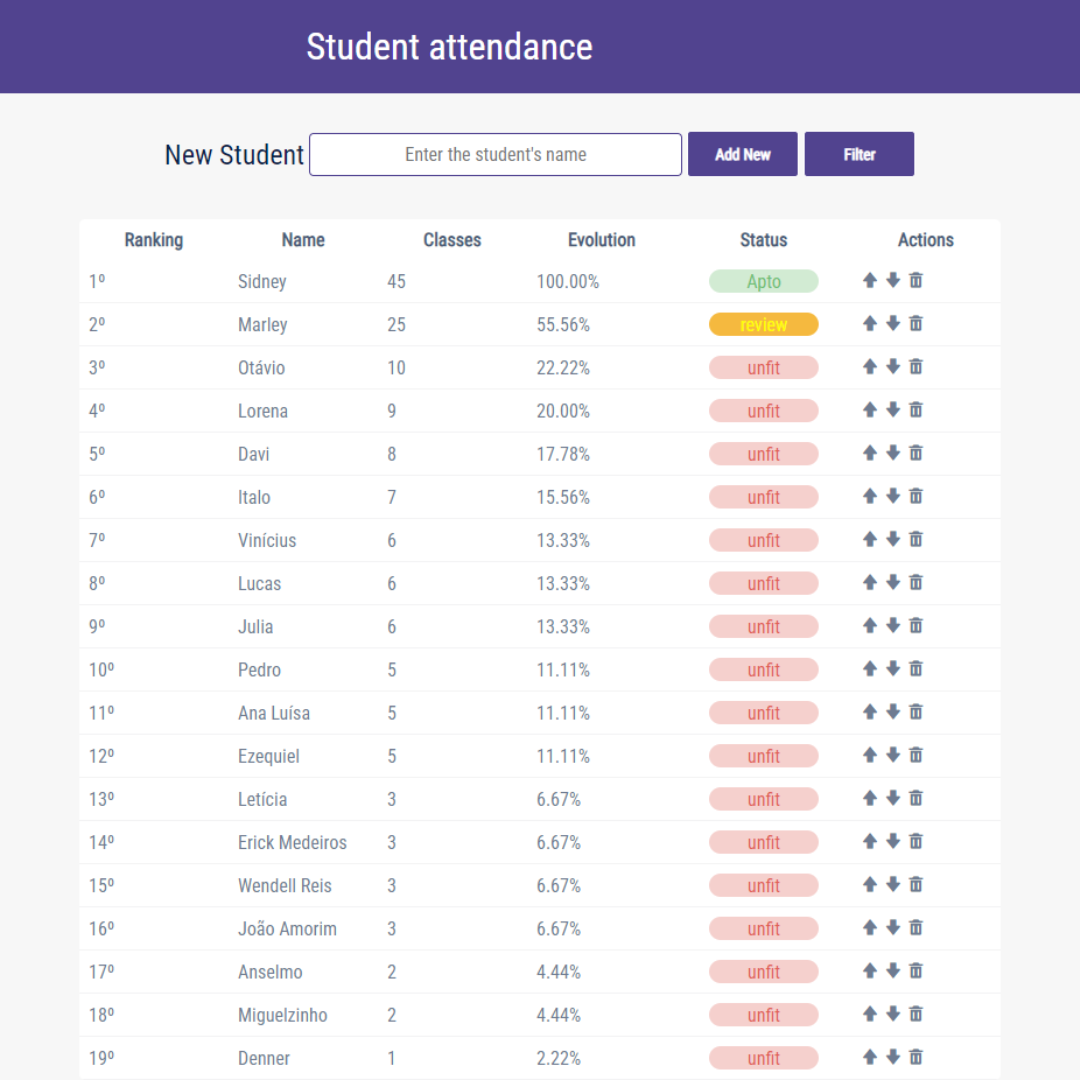 Student attendance
New Student Enter the student's name Add New Filter
Ranking Name Classes Evolution Status Actions
1º Sidney 45 100.00% Apto
2º Marley 25 55.56% review
3º Otávio 10 22.22% unfit
4º Lorena 9 20.00% unfit
5º Davi 8 17.78% unfit
6º Italo 7 15.56% unfit
7º Vinícius 6 13.33% unfit
8º Lucas 6 13.33% unfit
9º Julia 6 13.33% unfit
10º Pedro 5 11.11% unfit
11º Ana Luísa 5 11.11% unfit
12º Ezequiel 5 11.11% unfit
13º Letícia 3 6.67% unfit
14º Erick Medeiros 3 6.67% unfit
15º Wendell Reis 3 6.67% unfit
16º João Amorim 3 6.67% unfit
17º Anselmo 2 4.44% unfit
18º Miguelzinho 2 4.44% unfit
19º Denner 1 2.22% unfit